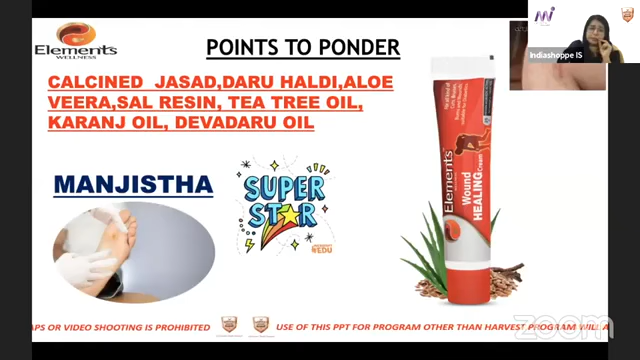 Elements
WELLNESS
POINTS TO PONDER
CALCINED JASAD,DARU HALDI,ALOE
VEERA,SAL RESIN, TEA TREE OIL,
KARANJ OIL, DEVADARU OIL
MANJISTHA
SUPER
STAR
EDU
Elements
Wound
HEALING Cream
Indiashoppe IS
APS OR VIDEO SHOOTING IS PROHIBITED
USE OF THIS PPT FOR PROGRAM OTHER THAN HARVEST PROGRAM WILL A
zoom